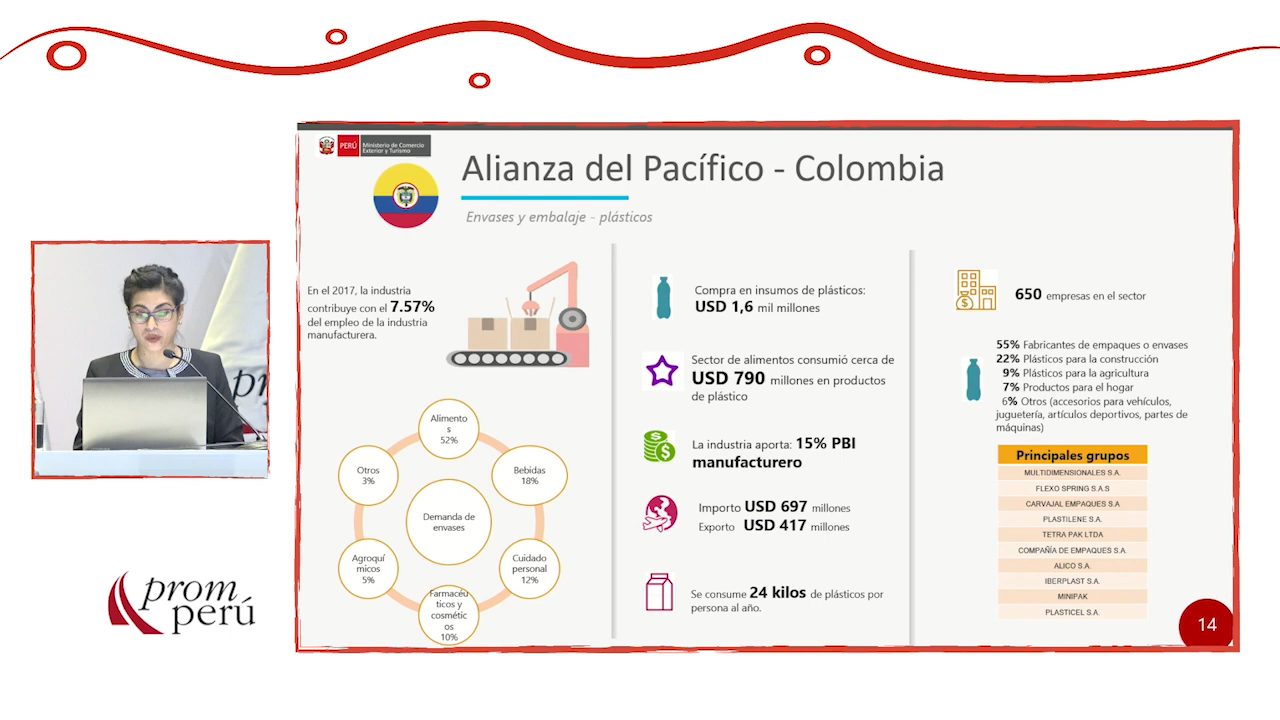 PERÚ
Ministerio de Comercio
Exterior y Turismo
Alianza del Pacífico - Colombia
Envases y embalaje - plásticos
En el 2017, la industria
contribuye con el 7.57%
del empleo de la industria
manufacturera.
Alimento
s
52%
Otros
3%
Bebidas
18%
Demanda de
envases
Agroquí
micos
5%
Cuidado
personal
12%
Farmacéu
ticos y
cosmétic
os
10%
Compra en insumos de plásticos:
USD 1,6 mil millones
Sector de alimentos consumió cerca de
USD 790 millones en productos
de plástico
La industria aporta: 15% PBI
manufacturero
Importo USD 697 millones
Exporto USD 417 millones
Se consume 24 kilos de plásticos por
persona al año.
650 empresas en el sector
55% Fabricantes de empaques o envases
22% Plásticos para la construcción
9% Plásticos para la agricultura
7% Productos para el hogar
6% Otros (accesorios para vehículos,
juguetería, artículos deportivos, partes de
máquinas)
Principales grupos
MULTIDIMENSIONALES S.A.
FLEXO SPRING S.A.S
CARVAJAL EMPAQUES S.A
PLASTILENE S.A.
TETRA PAK LTDA
COMPAÑÍA DE EMPAQUES S.A.
ALICO S.A.
IBERPLAST S.A.
MINIPAK
PLASTICEL S.A.
14
prom
perú